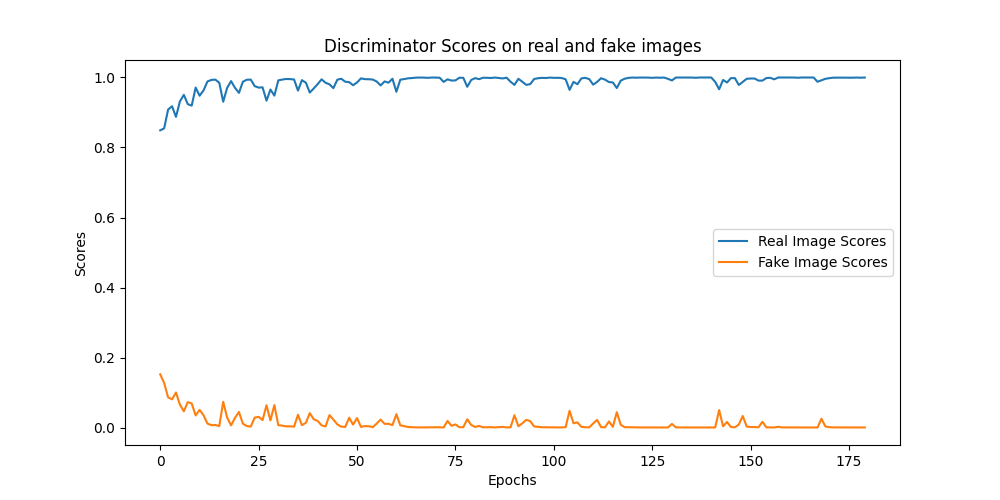 Discriminator Scores on real and fake images
1.0
0.8
0.6
0.4
0.2
0.0
Scores
Real Image Scores
Fake Image Scores
0 25 50 75 100 125 150 175
Epochs